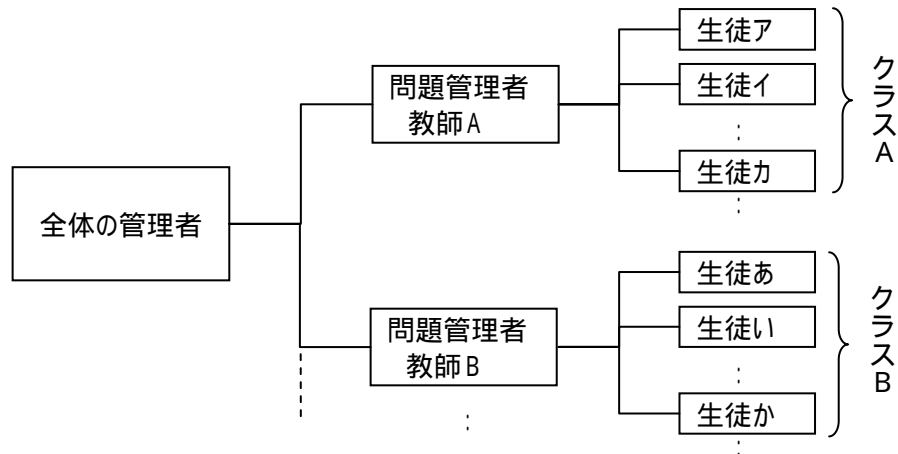 全体の管理者
問題管理者
教師A
生徒ア
生徒イ
生徒カ
クラスA
問題管理者
教師B
生徒あ
生徒い
生徒か
クラスB